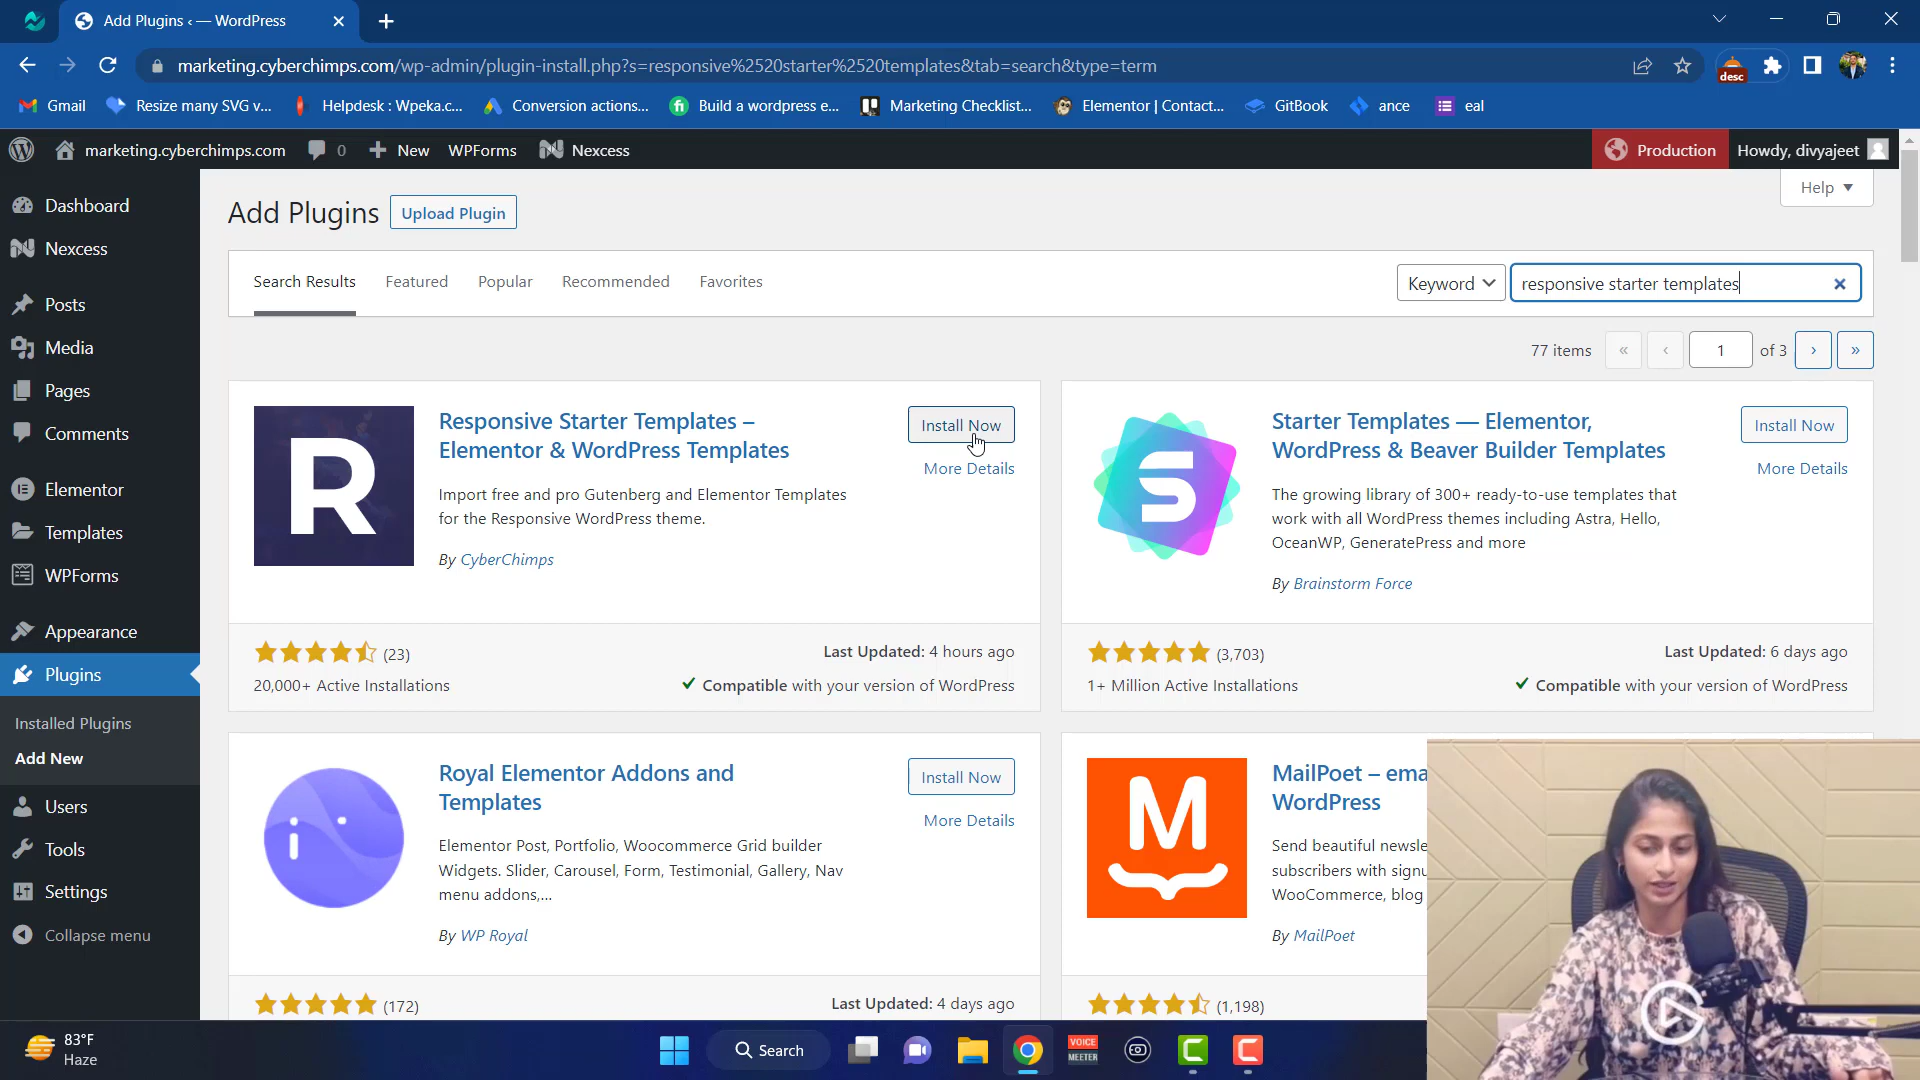 Add Plugins ‹ — WordPress
marketing.cyberchimps.com/wp-admin/plugin-install.php?s=responsive%2520starter%2520templates&tab=search&type=term
desc
Gmail
Resize many SVG v...
Helpdesk : Wpeka.c...
Conversion actions...
Build a wordpress e...
Marketing Checklist...
Elementor | Contact...
GitBook
ance
eal
marketing.cyberchimps.com
0
New
WPForms
Nexcess
Production
Howdy, divyajeet
Dashboard
Nexcess
Posts
Media
Pages
Comments
Elementor
Templates
WPForms
Appearance
Plugins
Installed Plugins
Add New
Users
Tools
Settings
Collapse menu
Help
Add Plugins
Upload Plugin
Search Results
Featured
Popular
Recommended
Favorites
Keyword
responsive starter templates
77 items
«
‹
1
of 3
›
»
R
Responsive Starter Templates –
Elementor & WordPress Templates
Install Now
More Details
Import free and pro Gutenberg and Elementor Templates
for the Responsive WordPress theme.
By CyberChimps
(23)
20,000+ Active Installations
Last Updated: 4 hours ago
Compatible with your version of WordPress
S
Starter Templates — Elementor,
WordPress & Beaver Builder Templates
Install Now
More Details
The growing library of 300+ ready-to-use templates that
work with all WordPress themes including Astra, Hello,
OceanWP, GeneratePress and more
By Brainstorm Force
(3,703)
1+ Million Active Installations
Last Updated: 6 days ago
Compatible with your version of WordPress
Royal Elementor Addons and
Templates
Install Now
More Details
Elementor Post, Portfolio, Woocommerce Grid builder
Widgets. Slider, Carousel, Form, Testimonial, Gallery, Nav
menu addons,...
By WP Royal
(172)
Last Updated: 4 days ago
M
MailPoet – ema
WordPress
Send beautiful newsle
subscribers with signu
WooCommerce, blog
By MailPoet
(1,198)
83°F
Haze
Search
VOICE
MEETER